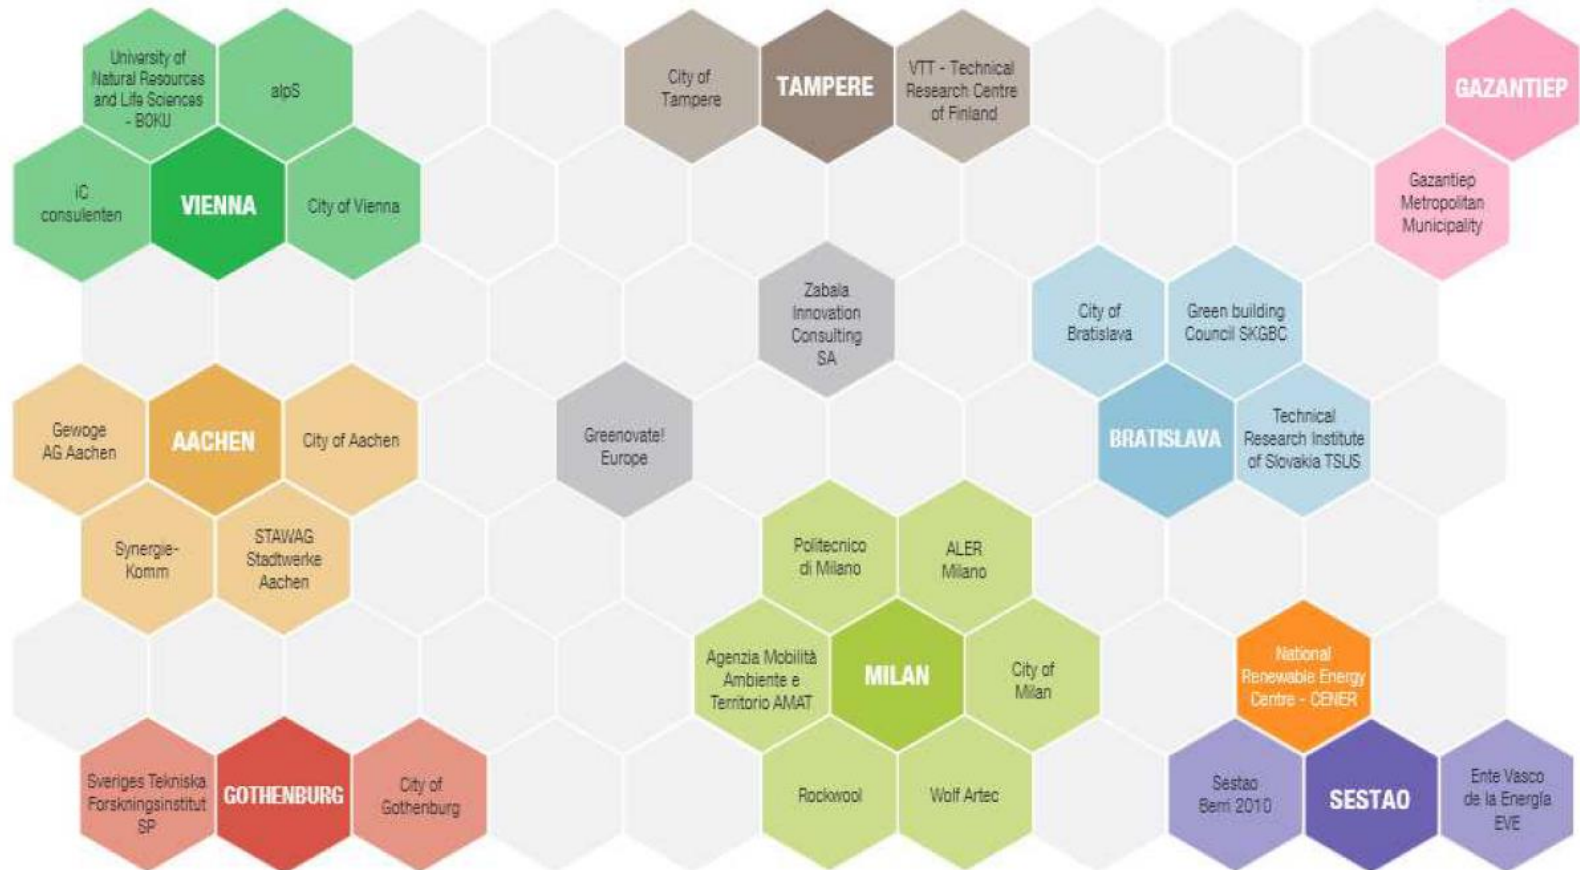 University of
Natural Resources
and Life Sciences
- BOKU
alpS
City of
Tampere
TAMPERE
VTT - Technical
Research Centre
of Finland
GAZANTIEP
iC
consulenten
VIENNA
City of Vienna
Gazantiep
Metropolitan
Municipality
Zabala
Innovation
Consulting
SA
City of
Bratislava
Green building
Council SKGBC
Gewoge
AG Aachen
AACHEN
City of Aachen
Greenovate!
Europe
BRATISLAVA
Technical
Research Institute
of Slovakia TSUS
Synergie-
Komm
STAWAG
Stadtwerke
Aachen
Politecnico
di Milano
ALER
Milano
Agenzia Mobilità
Ambiente e
Territorio AMAT
MILAN
City of
Milan
National
Renewable Energy
Centre - CENER
Sveriges Tekniska
Forskningsinstitut
SP
GOTHENBURG
City of
Gothenburg
Rockwool
Wolf Artec
Sestao
Berri 2010
SESTAO
Ente Vasco
de la Energía
EVE